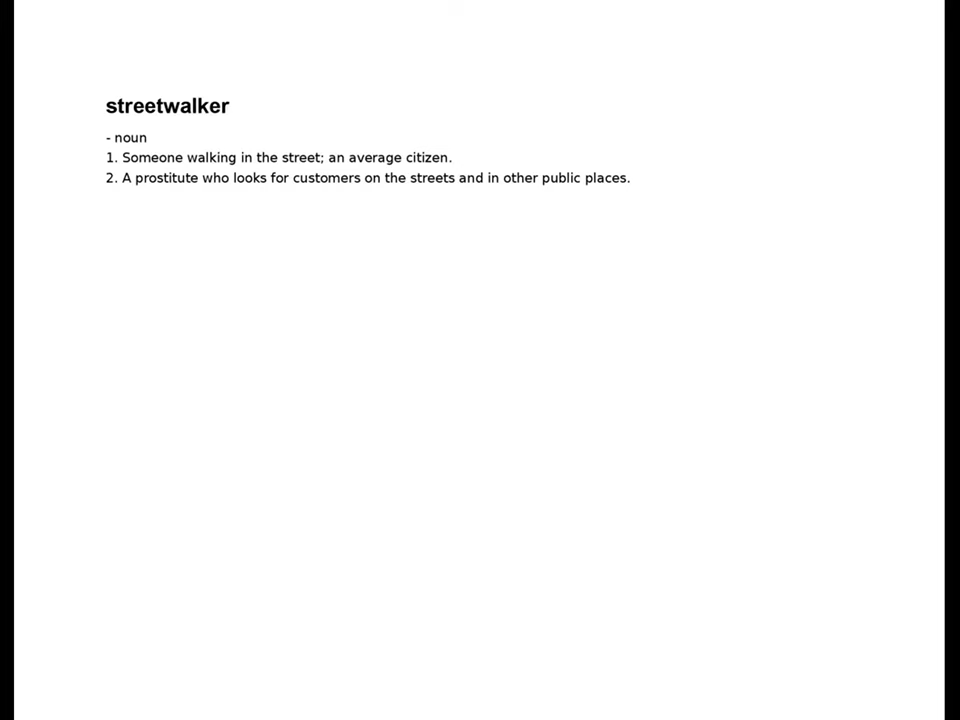 streetwalker
- noun
1. Someone walking in the street; an average citizen.
2. A prostitute who looks for customers on the streets and in other public places.